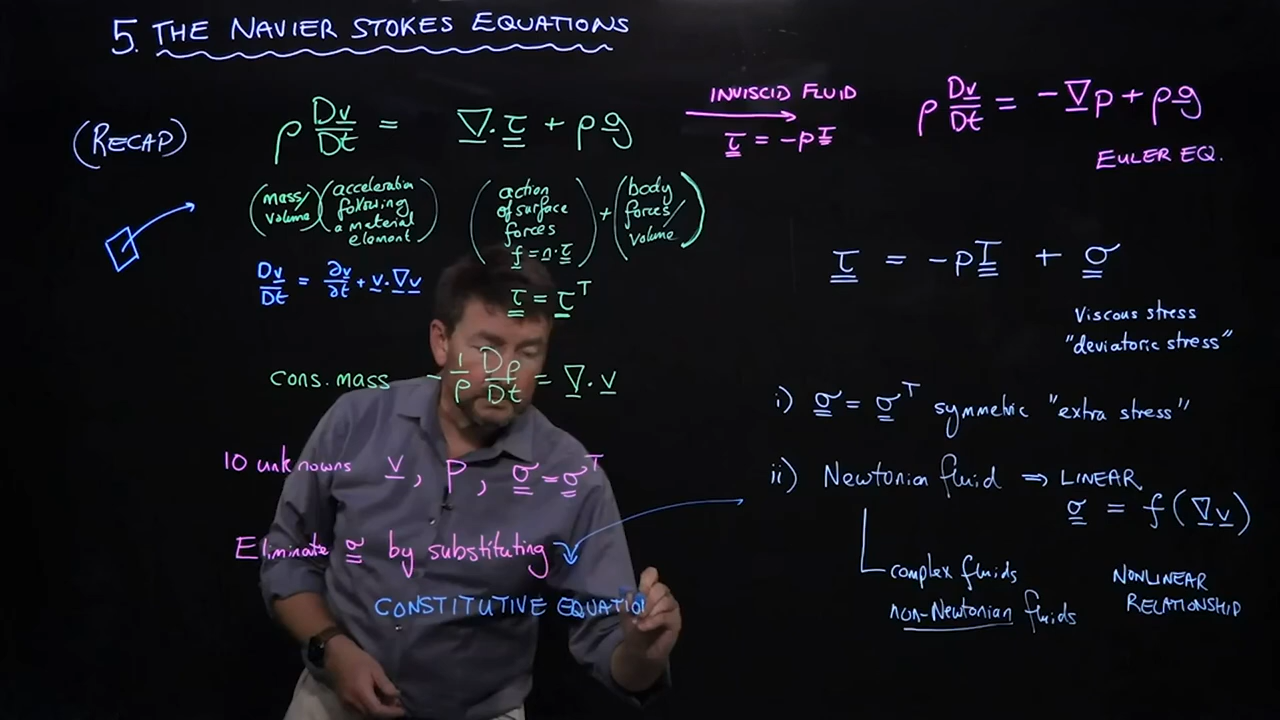 5. THE NAVIER STOKES EQUATIONS
(RECAP)
ρ Dv/Dt = ∇·τ + ρg
INVISCID FLUID
τ = -pI
ρ Dv/Dt = -∇p + ρg
EULER EQ.
(mass/volume)(acceleration following a material element)
(action of surface forces f = n·τ) + (body forces/volume)
Dv/Dt = ∂v/∂t + v·∇v
τ = τᵀ
τ = -pI + σ
Viscous stress
"deviatoric stress"
cons. mass -1/ρ Dρ/Dt = ∇·v
i) σ = σᵀ symmetric "extra stress"
10 unknowns v, p, σ = σᵀ
ii) Newtonian fluid ⇒ LINEAR
σ = f(∇v)
Eliminate σ by substituting
complex fluids
non-Newtonian fluids
NONLINEAR
RELATIONSHIP
CONSTITUTIVE EQUATIO